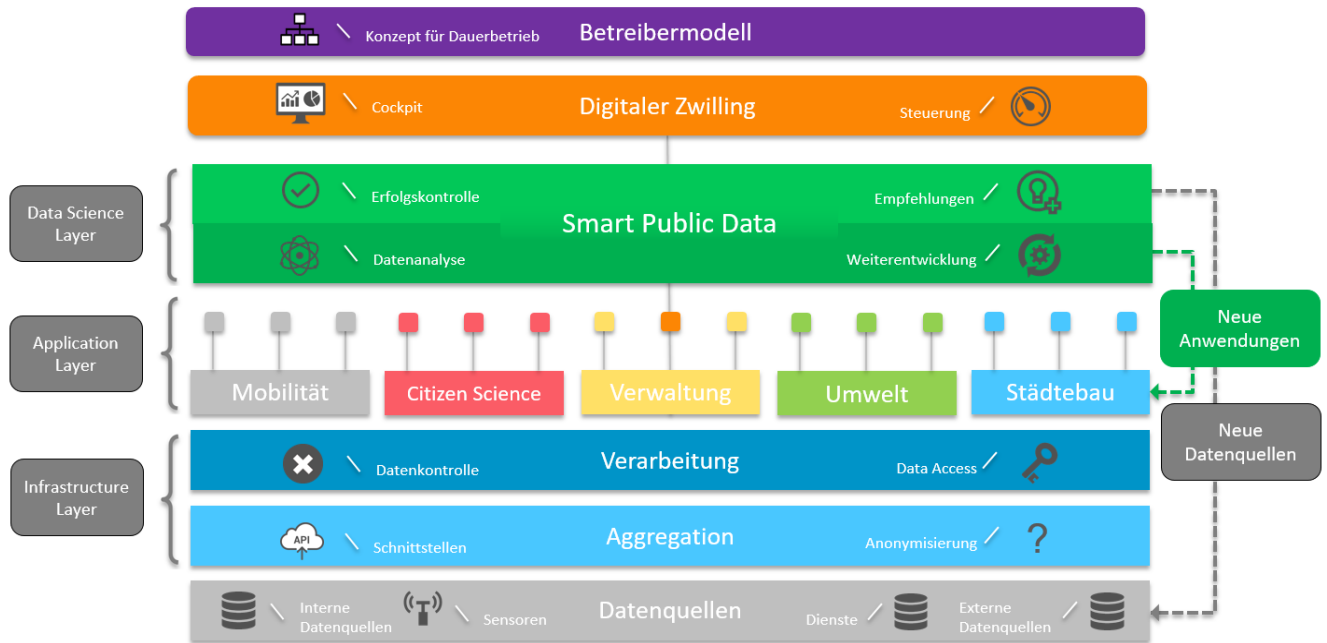 Konzept für Dauerbetrieb
Betreibermodell
Cockpit
Digitaler Zwilling
Steuerung
Data Science
Layer
Erfolgskontrolle
Empfehlungen
Smart Public Data
Datenanalyse
Weiterentwicklung
Application
Layer
Neue
Anwendungen
Mobilität
Citizen Science
Verwaltung
Umwelt
Städtebau
Neue
Datenquellen
Infrastructure
Layer
Datenkontrolle
Verarbeitung
Data Access
API
Schnittstellen
Aggregation
Anonymisierung
?
Interne
Datenquellen
T
Sensoren
Datenquellen
Dienste
Externe
Datenquellen